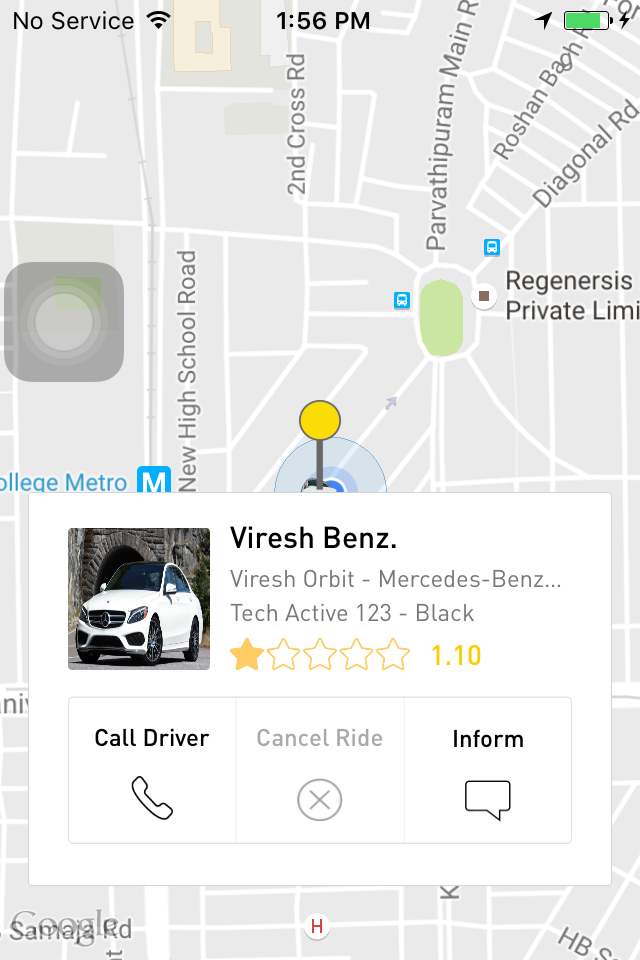 No Service 1:56 PM
2nd Cross Rd
Parvathipuram Main R
Roshan Bagh Rd
Diagonal Rd
New High School Road
Regenersis
Private Limi
ollege Metro M
Viresh Benz.
Viresh Orbit - Mercedes-Benz...
Tech Active 123 - Black
1.10
Call Driver
Cancel Ride
Inform
Google
Samaja Rd
H
K
HB S